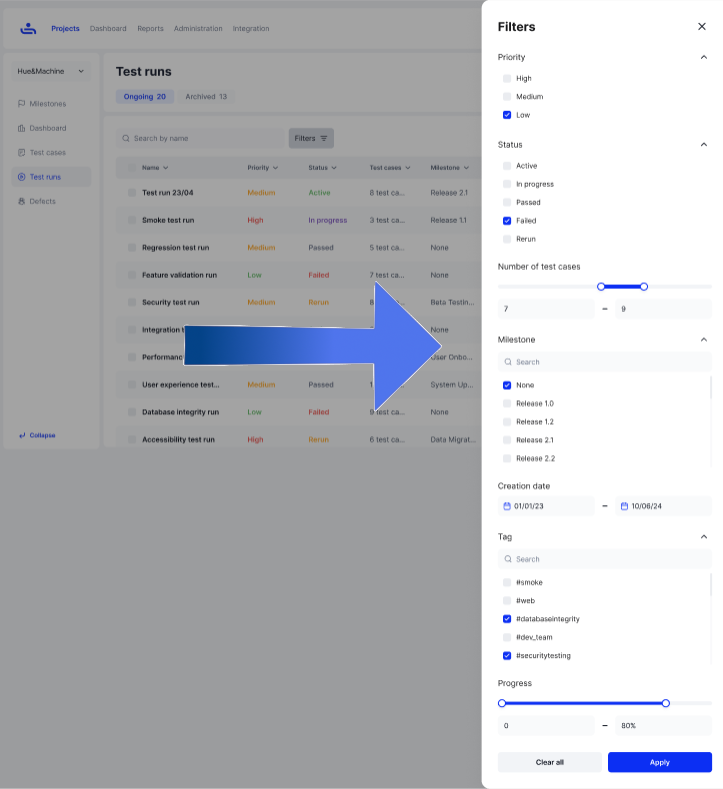 Projects Dashboard Reports Administration Integration
Hue&Machine
Milestones
Dashboard
Test cases
Test runs
Defects
Collapse
Test runs
Ongoing 20 Archived 13
Search by name Filters
Name Priority Status Test cases Milestone
Test run 23/04 Medium Active 8 test ca... Release 2.1
Smoke test run High In progress 3 test ca... Release 1.1
Regression test run Medium Passed 5 test ca... None
Feature validation run Low Failed 7 test ca... None
Security test run Medium Rerun 8 Beta Testin...
Integration None
Performanc User Onbo...
User experience test... Medium Passed 1 System Up...
Database integrity run Low Failed 9 test ca... None
Accessibility test run High Rerun 6 test ca... Data Migrat...
Filters
Priority
High
Medium
Low
Status
Active
In progress
Passed
Failed
Rerun
Number of test cases
7 – 9
Milestone
Search
None
Release 1.0
Release 1.2
Release 2.1
Release 2.2
Creation date
01/01/23 – 10/06/24
Tag
Search
#smoke
#web
#databaseintegrity
#dev_team
#securitytesting
Progress
0 – 80%
Clear all Apply